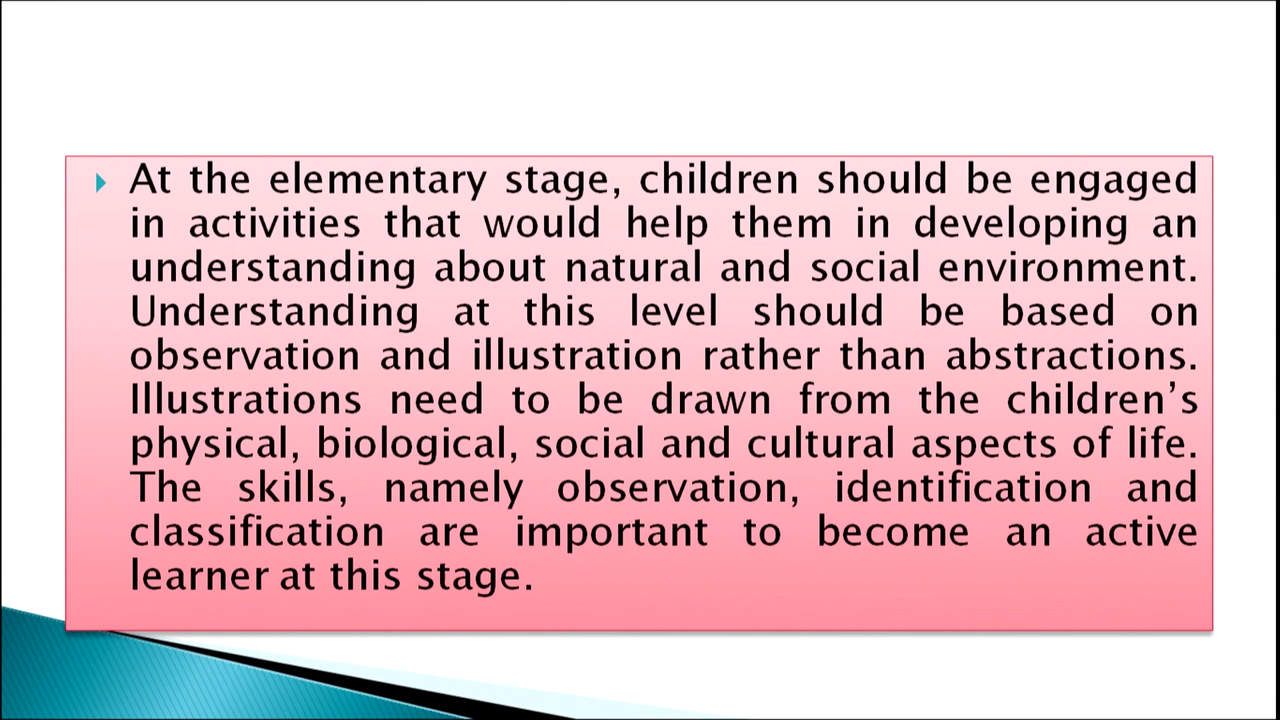 At the elementary stage, children should be engaged
in activities that would help them in developing an
understanding about natural and social environment.
Understanding at this level should be based on
observation and illustration rather than abstractions.
Illustrations need to be drawn from the children’s
physical, biological, social and cultural aspects of life.
The skills, namely observation, identification and
classification are important to become an active
learner at this stage.